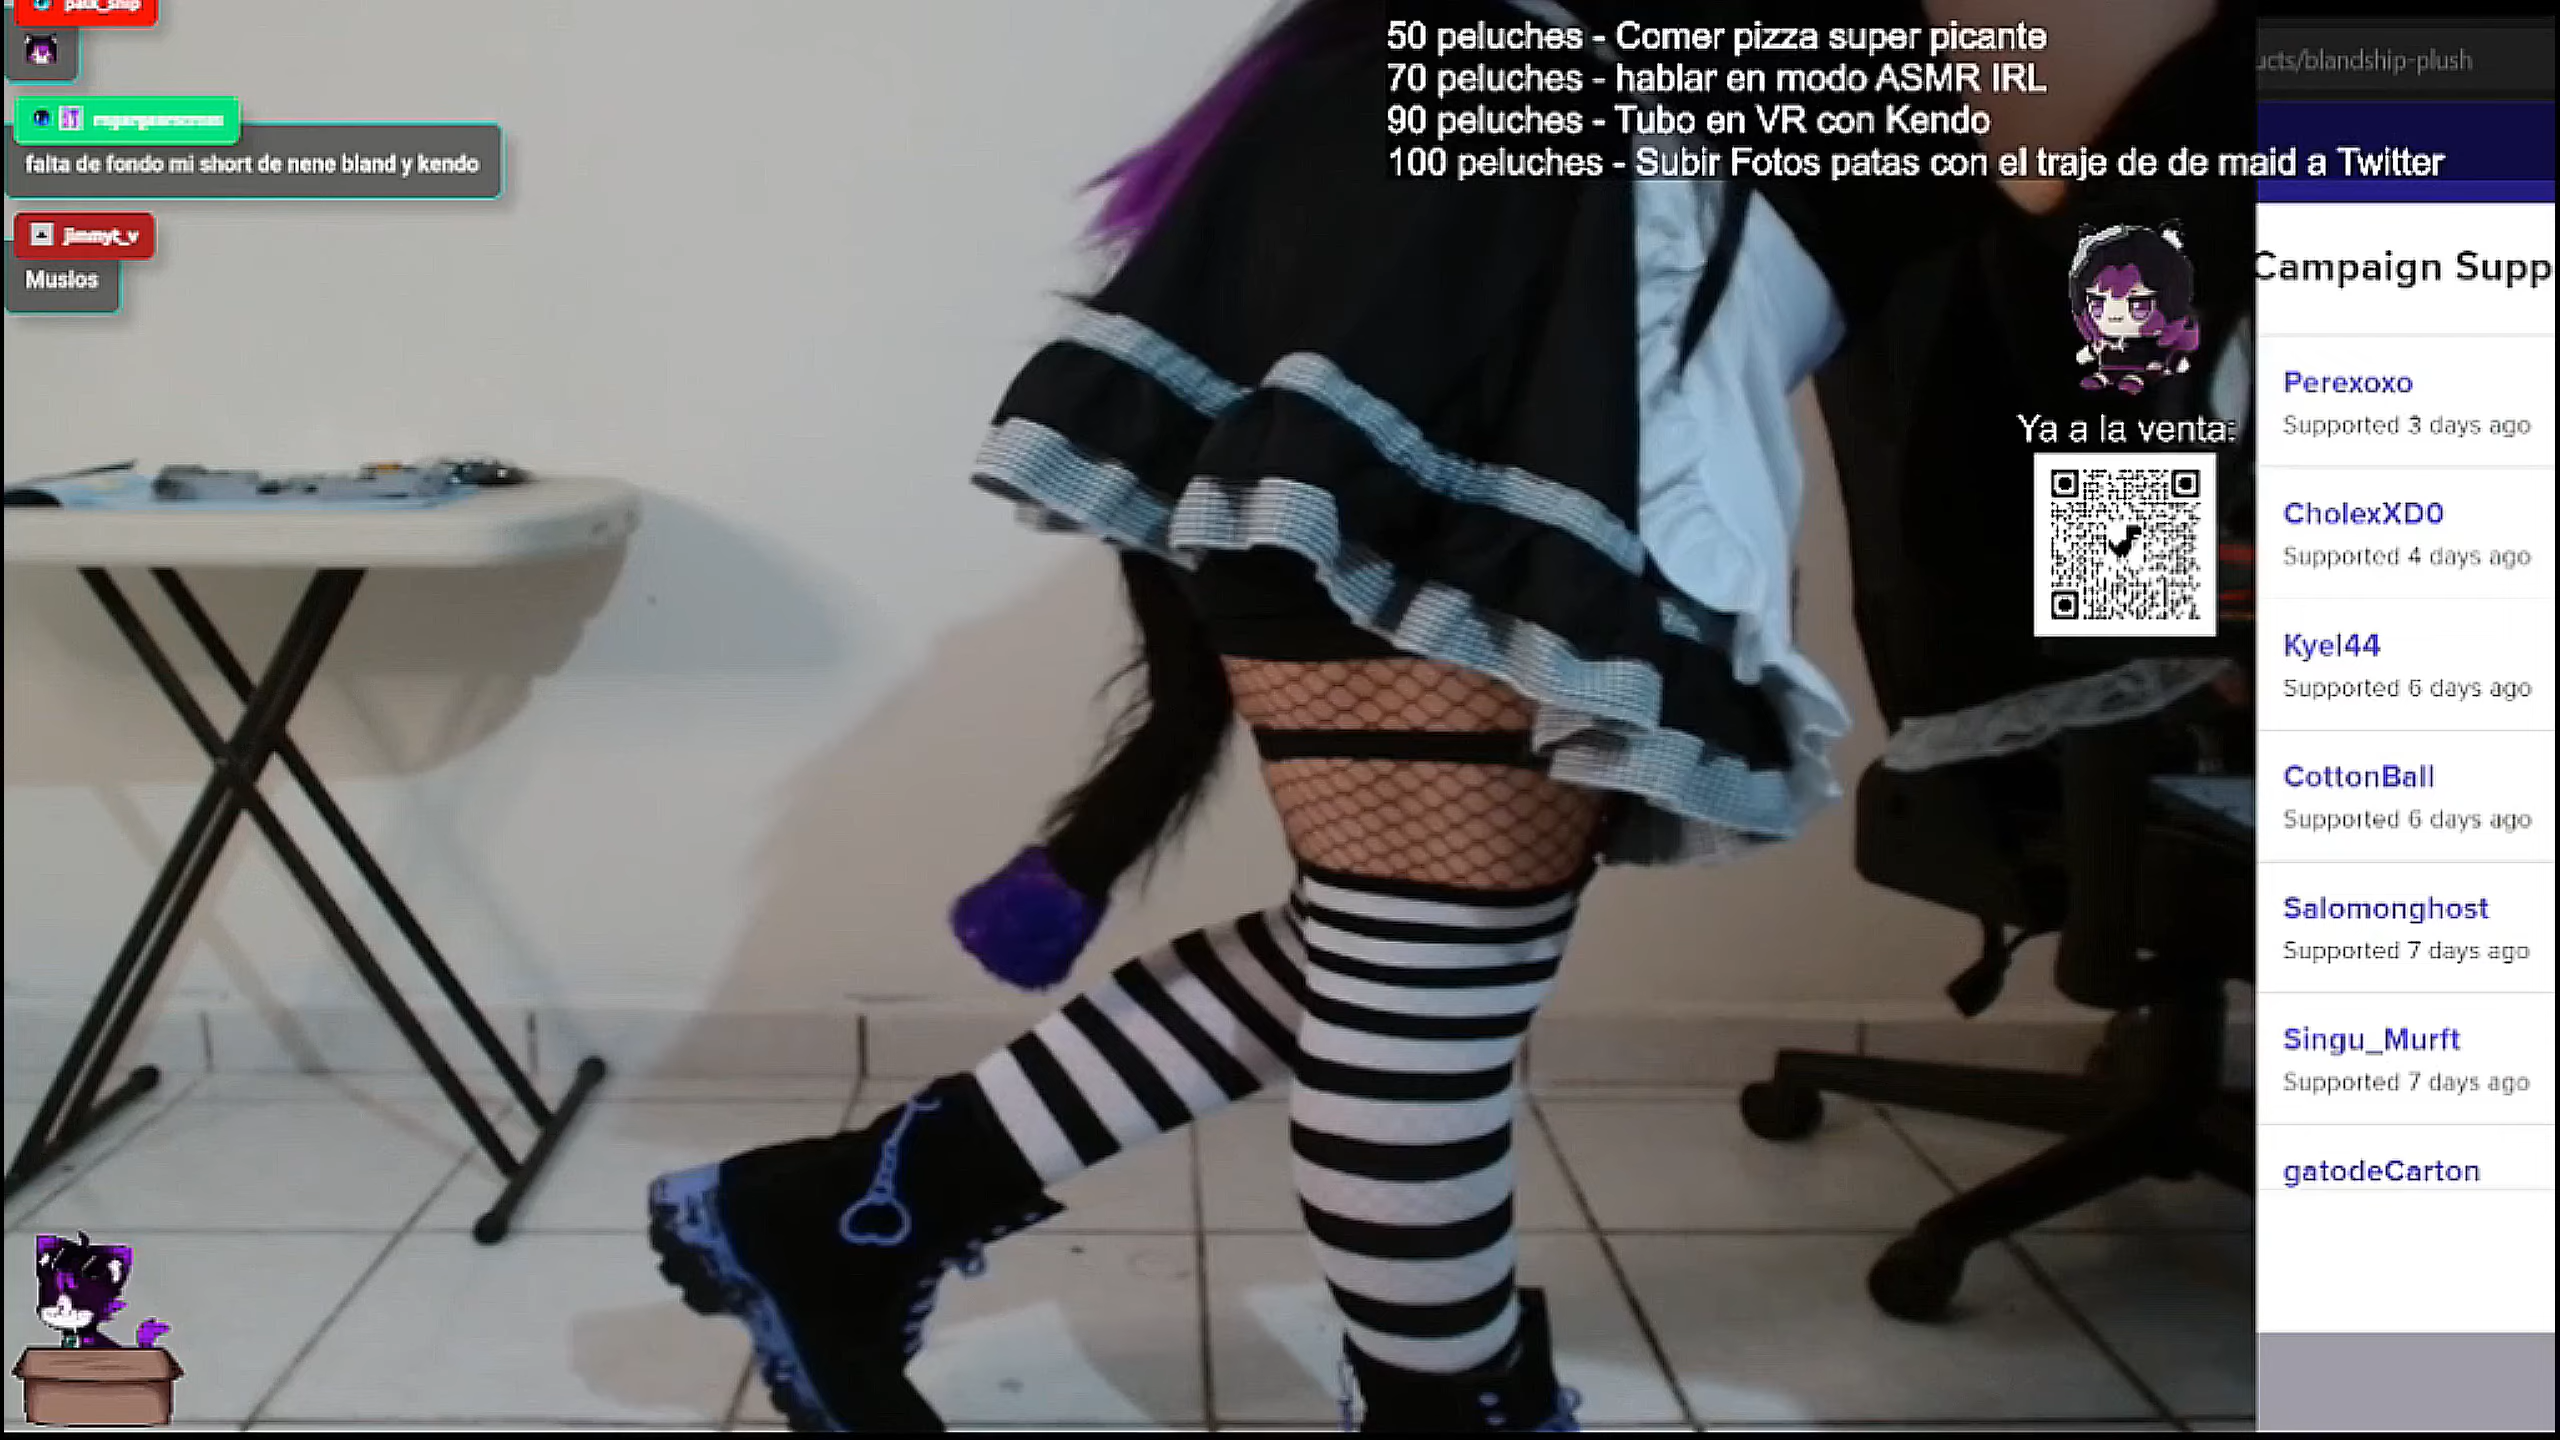 50 peluches - Comer pizza super picante
70 peluches - hablar en modo ASMR IRL
90 peluches - Tubo en VR con Kendo
100 peluches - Subir Fotos patas con el traje de de maid a Twitter
ucts/blandship-plush
falta de fondo mi short de nene bland y kendo
jimmyt_v
Muslos
Ya a la venta:
Campaign Supp
Perexoxo
Supported 3 days ago
CholexXD0
Supported 4 days ago
Kyel44
Supported 6 days ago
CottonBall
Supported 6 days ago
Salomonghost
Supported 7 days ago
Singu_Murft
Supported 7 days ago
gatodeCarton